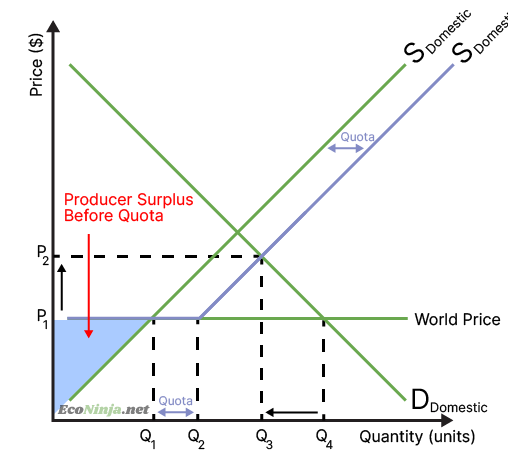 S Domestic
S Domest
Price ($)
Quota
Producer Surplus
Before Quota
P2
P1
World Price
EcoNinja.net
Quota
D Domestic
Q1
Q2
Q3
Q4
Quantity (units)